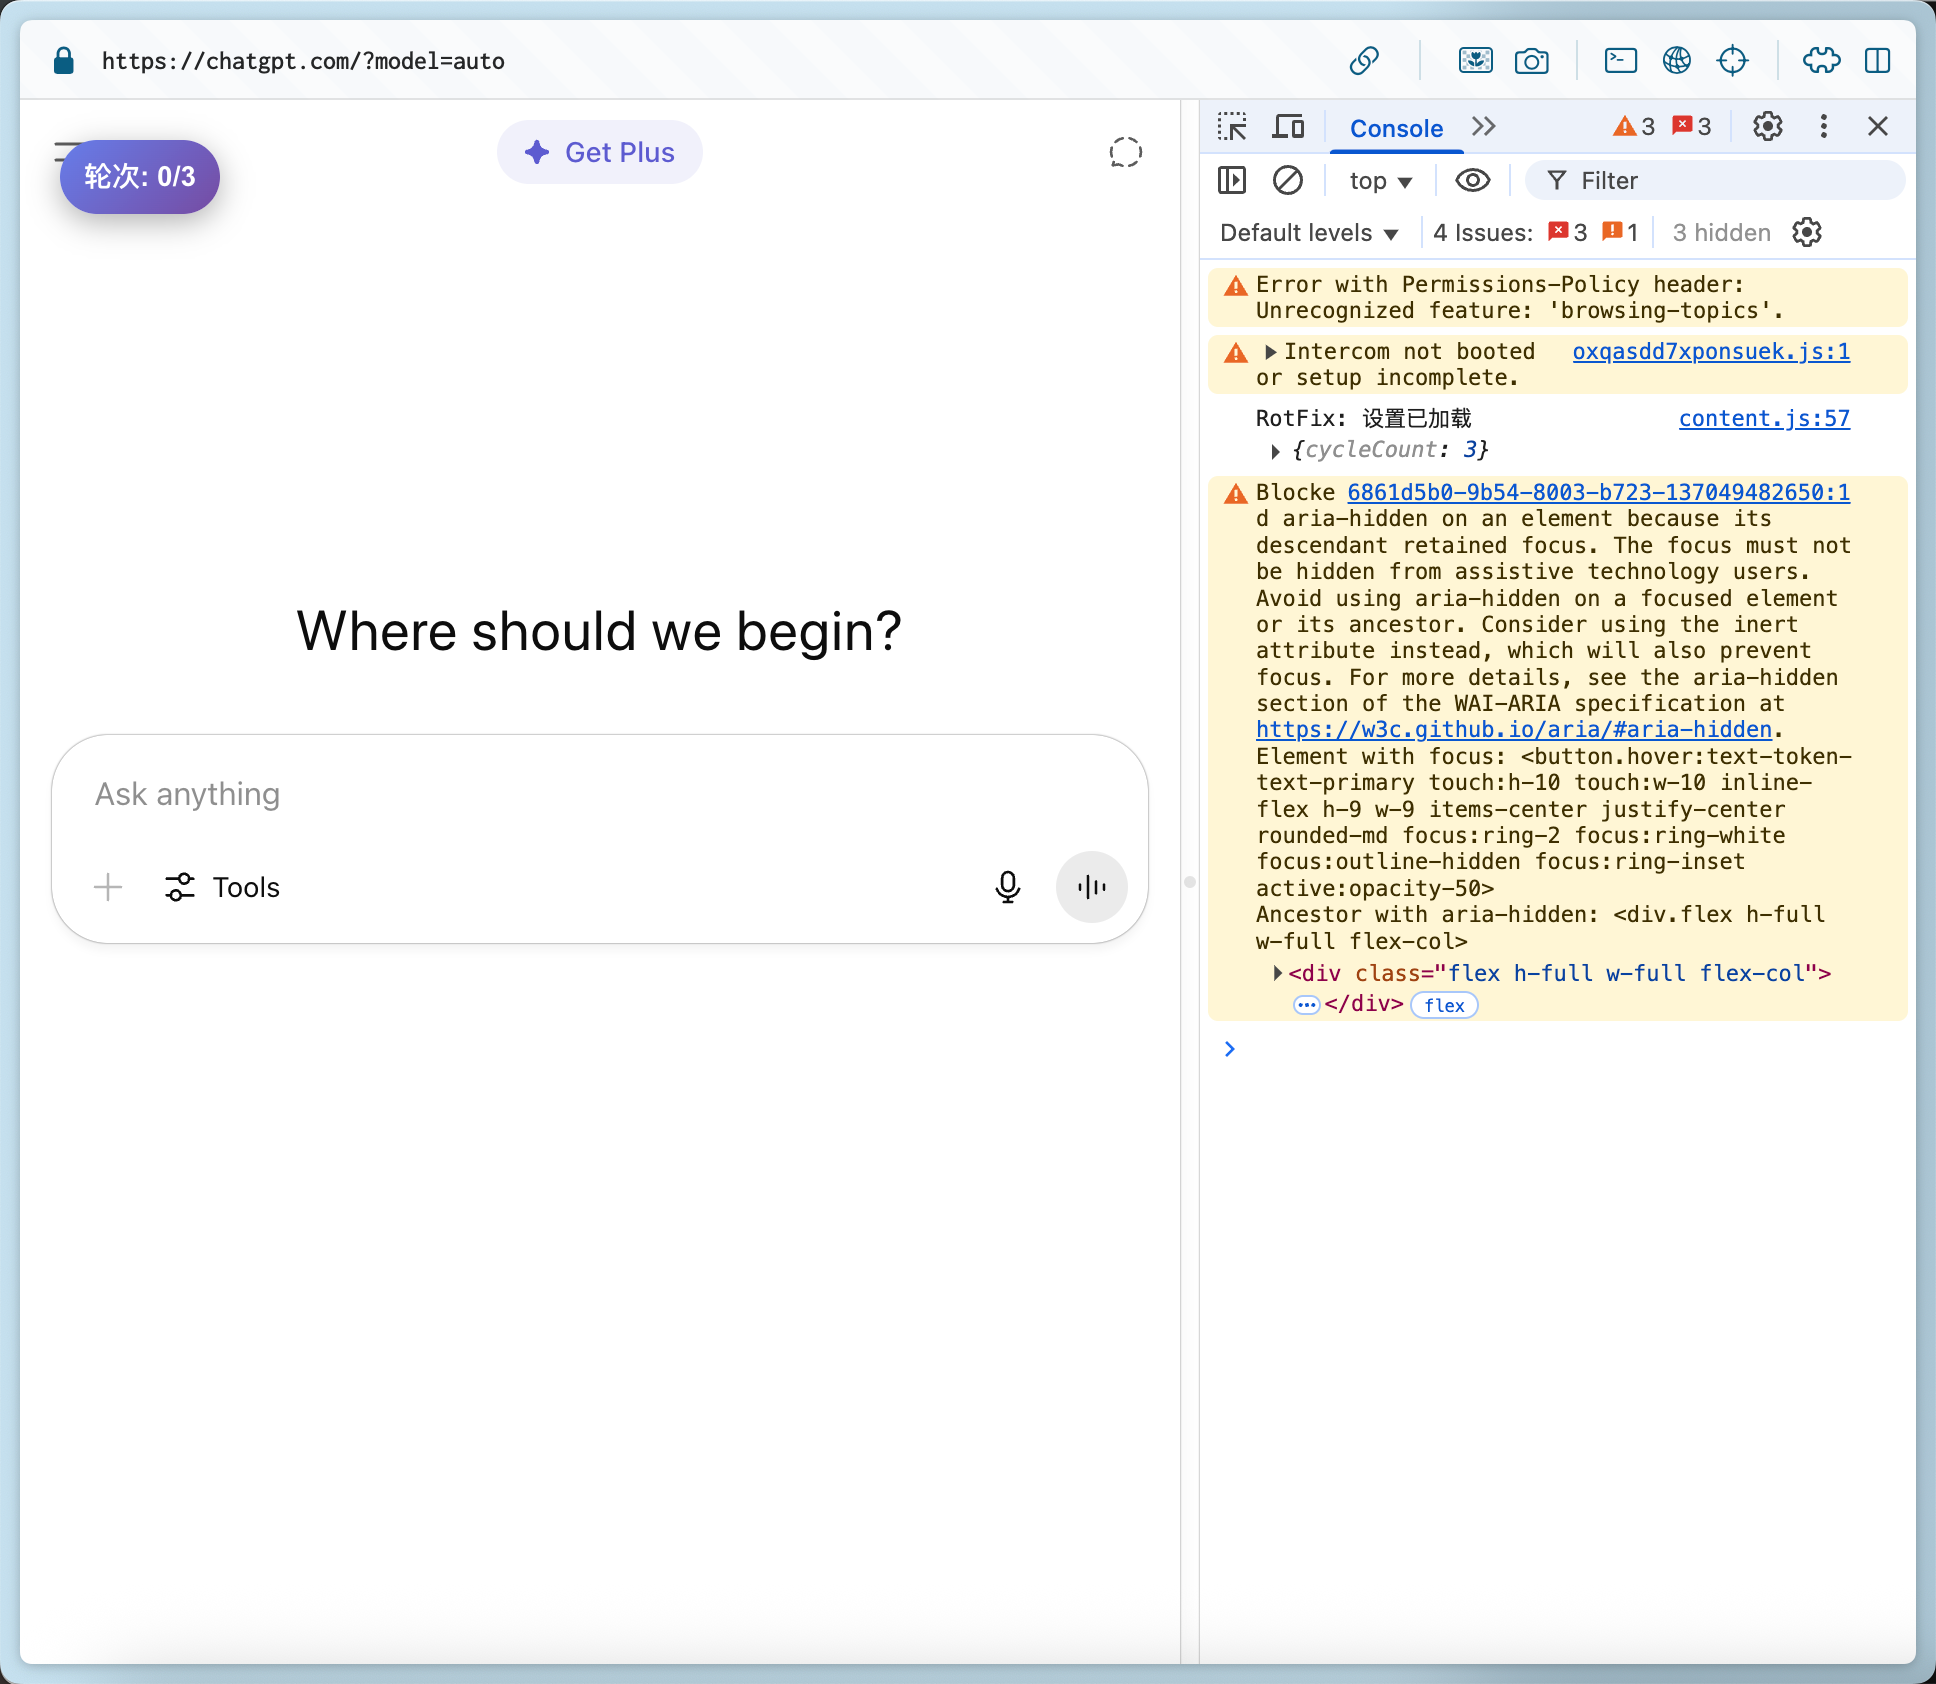 https://chatgpt.com/?model=auto
轮次: 0/3
Get Plus
Where should we begin?
Ask anything
Tools
Console
3
3
top
Filter
Default levels
4 Issues:
3
1
3 hidden
Error with Permissions-Policy header:
Unrecognized feature: 'browsing-topics'.
Intercom not booted oxqasdd7xponsuek.js:1
or setup incomplete.
RotFix: 设置已加载 content.js:57
{cycleCount: 3}
Blocke 6861d5b0-9b54-8003-b723-137049482650:1
d aria-hidden on an element because its
descendant retained focus. The focus must not
be hidden from assistive technology users.
Avoid using aria-hidden on a focused element
or its ancestor. Consider using the inert
attribute instead, which will also prevent
focus. For more details, see the aria-hidden
section of the WAI-ARIA specification at
https://w3c.github.io/aria/#aria-hidden.
Element with focus: <button.hover:text-token-
text-primary touch:h-10 touch:w-10 inline-
flex h-9 w-9 items-center justify-center
rounded-md focus:ring-2 focus:ring-white
focus:outline-hidden focus:ring-inset
active:opacity-50>
Ancestor with aria-hidden: <div.flex h-full
w-full flex-col>
<div class="flex h-full w-full flex-col">
…</div> flex